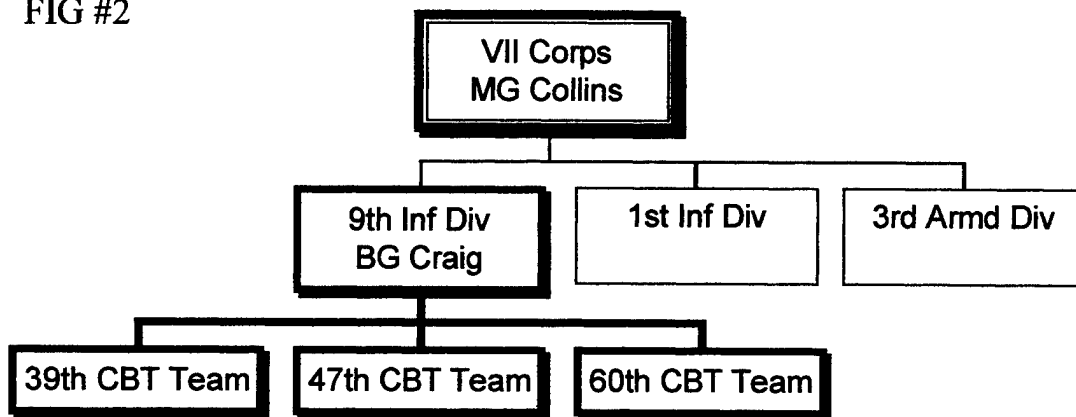 FIG #2
VII Corps
MG Collins
9th Inf Div
BG Craig
1st Inf Div
3rd Armd Div
39th CBT Team
47th CBT Team
60th CBT Team